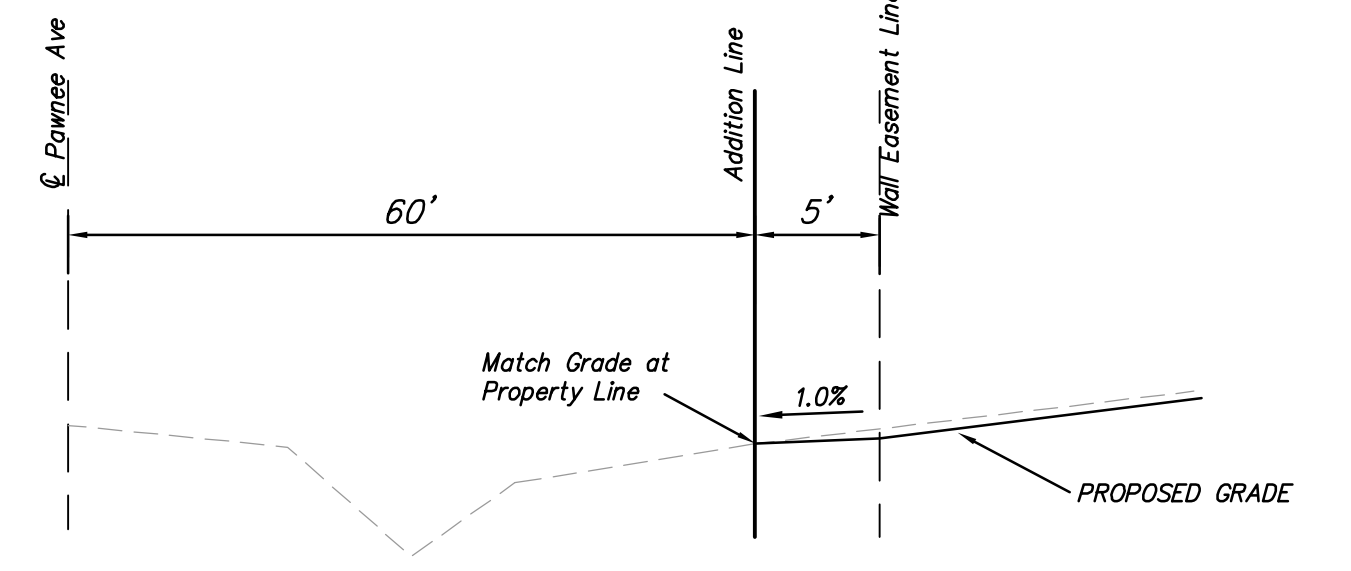 ℄ Pawnee Ave
Addition Line
Wall Easement Line
60'
5'
Match Grade at
Property Line
1.0%
PROPOSED GRADE